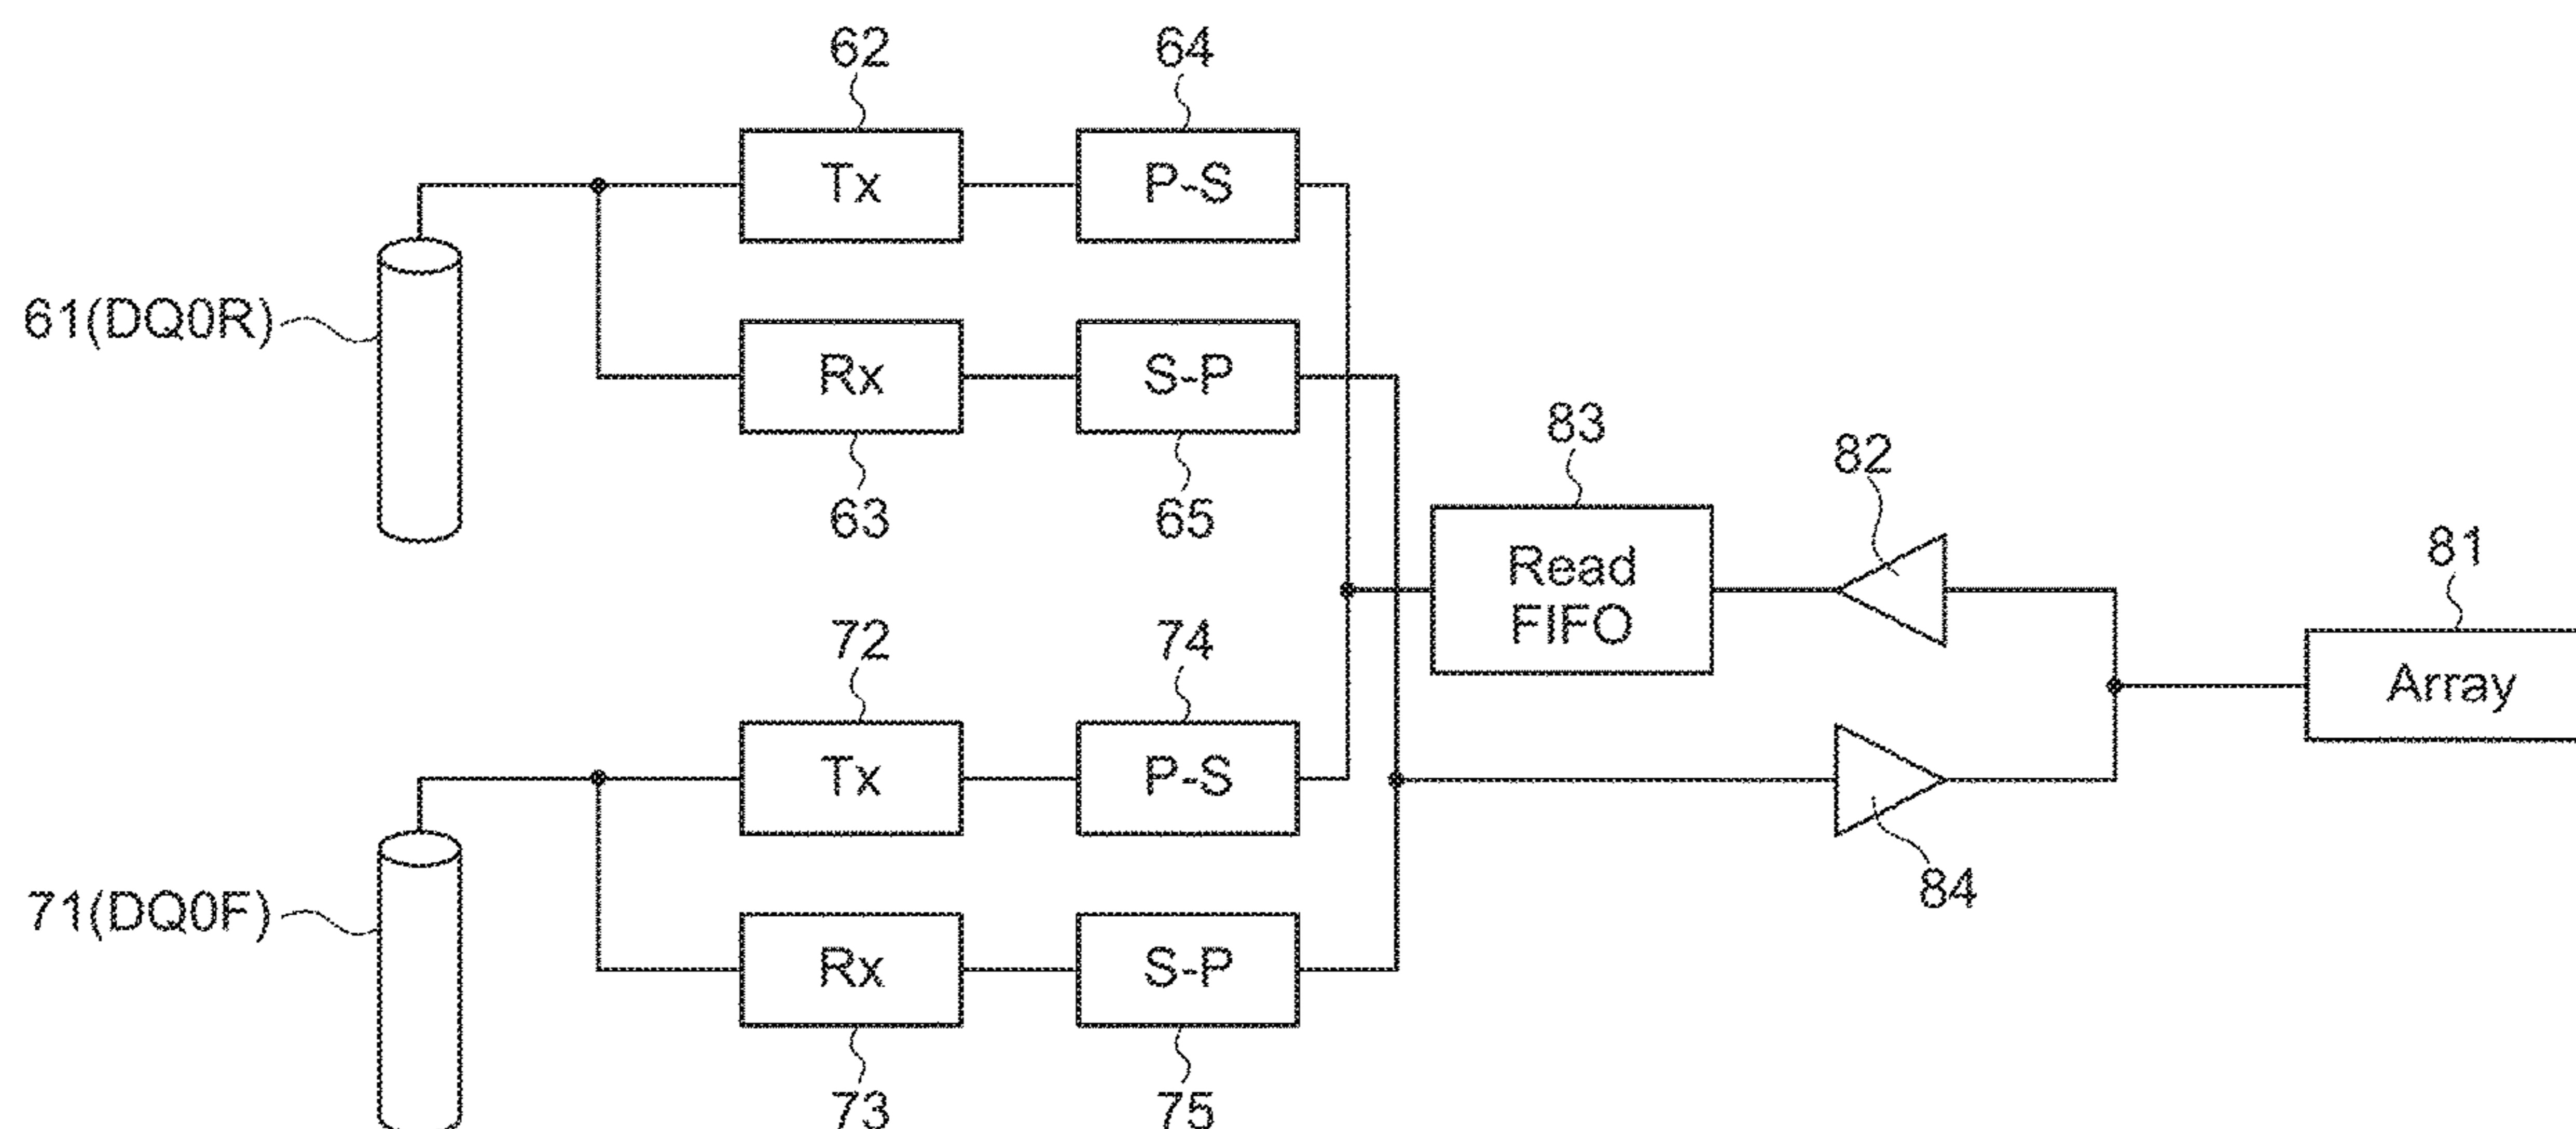 62
64
Tx
P-S
61(DQ0R)
Rx
S-P
63
65
83
82
Read
FIFO
81
Array
72
74
Tx
P-S
84
71(DQ0F)
Rx
S-P
73
75